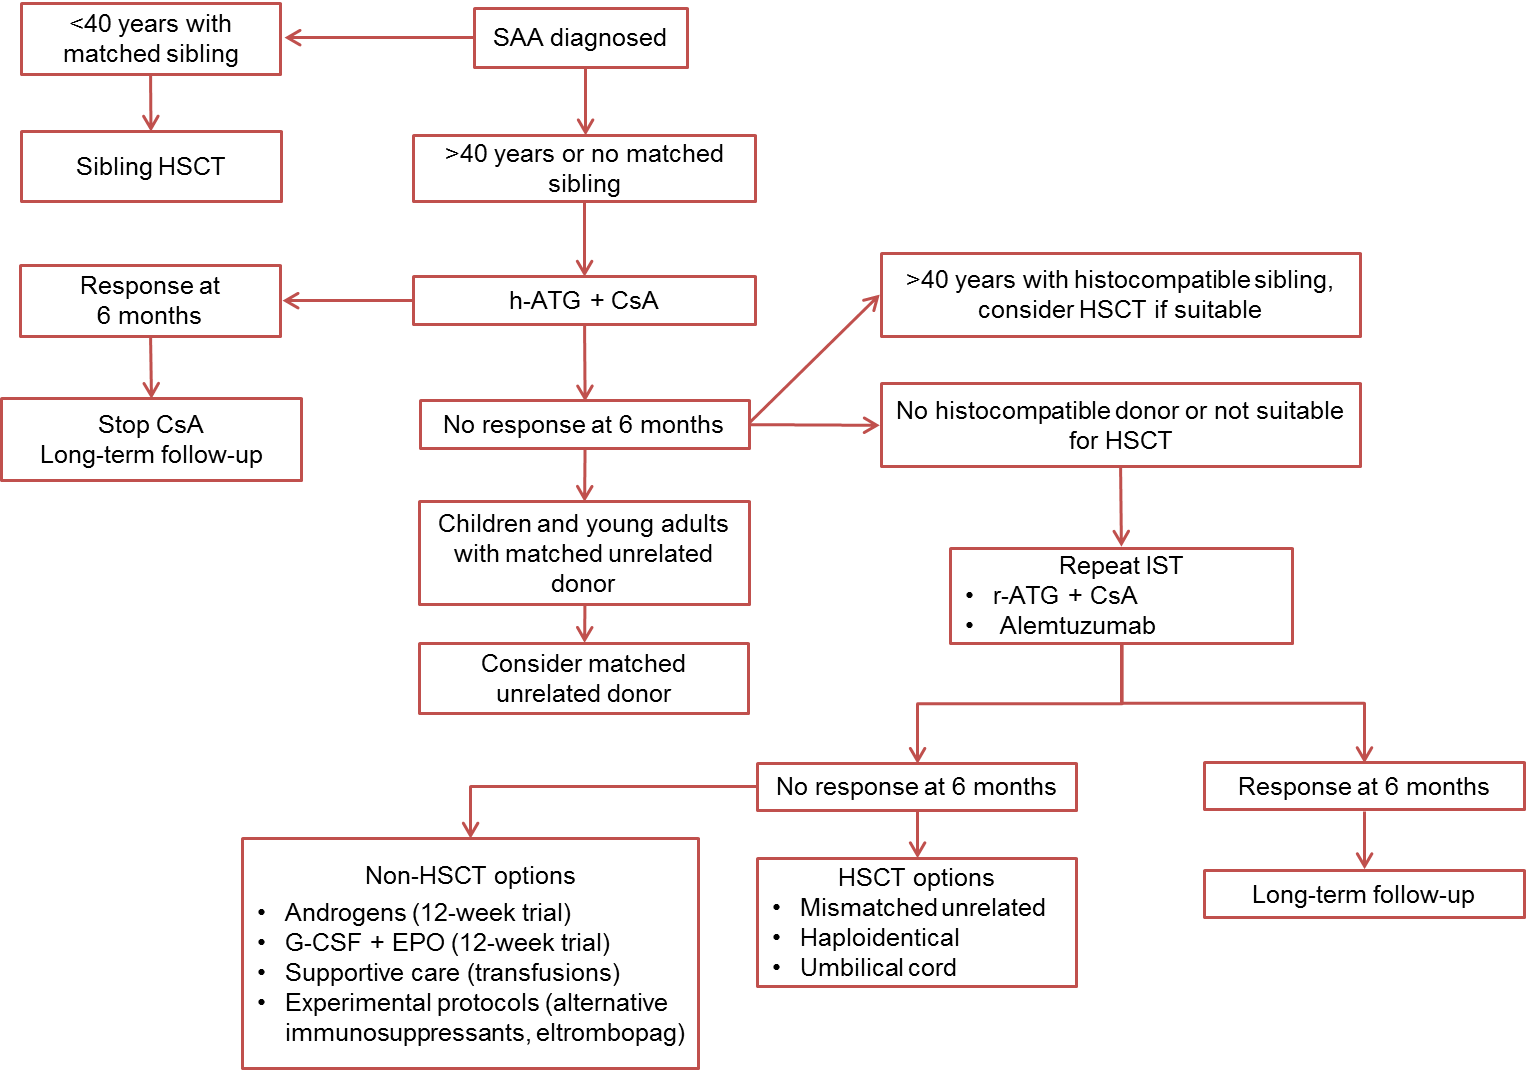 <40 years with
matched sibling
SAA diagnosed
Sibling HSCT
>40 years or no matched
sibling
Response at
6 months
h-ATG + CsA
>40 years with histocompatible sibling,
consider HSCT if suitable
Stop CsA
Long-term follow-up
No response at 6 months
No histocompatible donor or not suitable
for HSCT
Children and young adults
with matched unrelated
donor
Repeat IST
• r-ATG + CsA
• Alemtuzumab
Consider matched
unrelated donor
No response at 6 months
Response at 6 months
Non-HSCT options
• Androgens (12-week trial)
• G-CSF + EPO (12-week trial)
• Supportive care (transfusions)
• Experimental protocols (alternative
immunosuppressants, eltrombopag)
HSCT options
• Mismatched unrelated
• Haploidentical
• Umbilical cord
Long-term follow-up